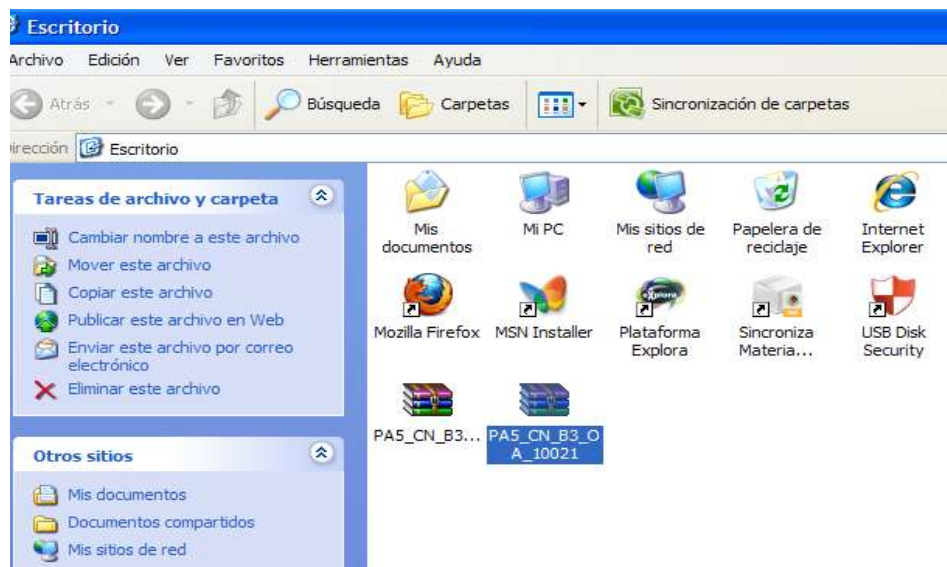 Escritorio
Archivo Edición Ver Favoritos Herramientas Ayuda
Atrás Búsqueda Carpetas Sincronización de carpetas
irección Escritorio
Tareas de archivo y carpeta
Cambiar nombre a este archivo
Mover este archivo
Copiar este archivo
Publicar este archivo en Web
Enviar este archivo por correo
electrónico
Eliminar este archivo
Otros sitios
Mis documentos
Documentos compartidos
Mis sitios de red
Mis
documentos
Mi PC
Mis sitios de
red
Papelera de
reciclaje
Internet
Explorer
Mozilla Firefox
MSN Installer
eXplora
Plataforma
Explora
Sincroniza
Materia...
USB Disk
Security
PA5_CN_B3...
PA5_CN_B3_O
A_10021